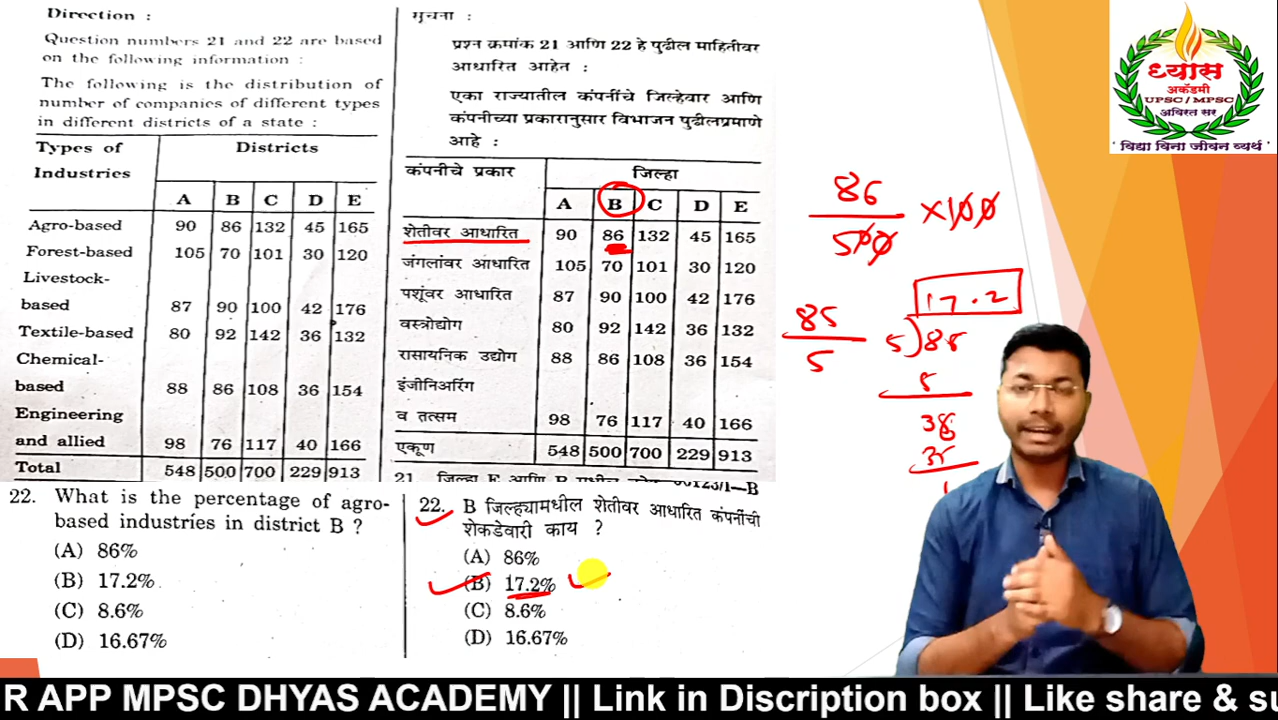 Direction :
Question numbers 21 and 22 are based
on the following information :
The following is the distribution of
number of companies of different types
in different districts of a state :
Types of Industries | Districts
A B C D E
Agro-based 90 86 132 45 165
Forest-based 105 70 101 30 120
Livestock-
based 87 90 100 42 176
Textile-based 80 92 142 36 132
Chemical-
based 88 86 108 36 154
Engineering
and allied 98 76 117 40 166
Total 548 500 700 229 913
22. What is the percentage of agro-
based industries in district B ?
(A) 86%
(B) 17.2%
(C) 8.6%
(D) 16.67%
सूचना :
प्रश्न क्रमांक 21 आणि 22 हे पुढील माहितीवर
आधारित आहेत :
एका राज्यातील कंपनींचे जिल्हेवार आणि
कंपनीच्या प्रकारानुसार विभाजन पुढीलप्रमाणे
आहे :
कंपनीचे प्रकार | जिल्हा
A B C D E
शेतीवर आधारित 90 86 132 45 165
जंगलांवर आधारित 105 70 101 30 120
पशूंवर आधारित 87 90 100 42 176
वस्त्रोद्योग 80 92 142 36 132
रासायनिक उद्योग 88 86 108 36 154
इंजीनिअरिंग
व तत्सम 98 76 117 40 166
एकूण 548 500 700 229 913
22. B जिल्ह्यामधील शेतीवर आधारित कंपनींची
शेकडेवारी काय ?
(A) 86%
(B) 17.2%
(C) 8.6%
(D) 16.67%
86
500 ×100
85
5
17.2
5
5
38
35
ध्यास
अकॅडमी
UPSC/MPSC
अविरत सर
'विद्या विना जीवन व्यर्थ'
R APP MPSC DHYAS ACADEMY || Link in Discription box || Like share & su